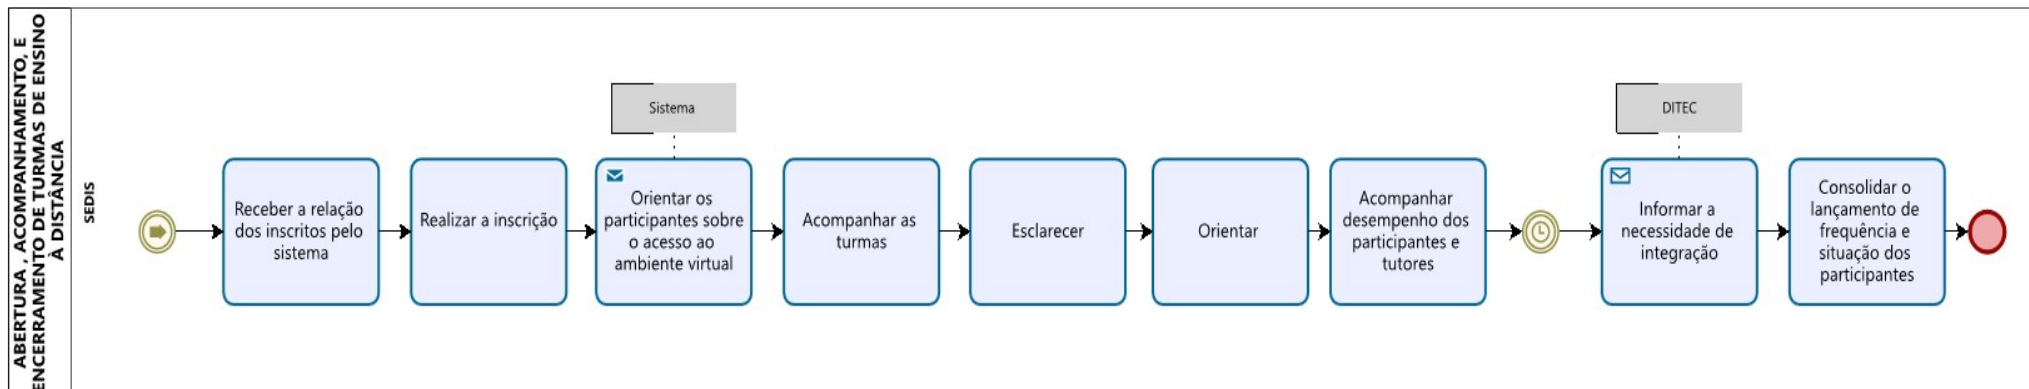 ABERTURA , ACOMPANHAMENTO, E
ENCERRAMENTO DE TURMAS DE ENSINO
À DISTÂNCIA
SEDIS
Receber a relação
dos inscritos pelo
sistema
Realizar a inscrição
Sistema
Orientar os
participantes sobre
o acesso ao
ambiente virtual
Acompanhar as
turmas
Esclarecer
Orientar
Acompanhar
desempenho dos
participantes e
tutores
DITEC
Informar a
necessidade de
integração
Consolidar o
lançamento de
frequência e
situação dos
participantes